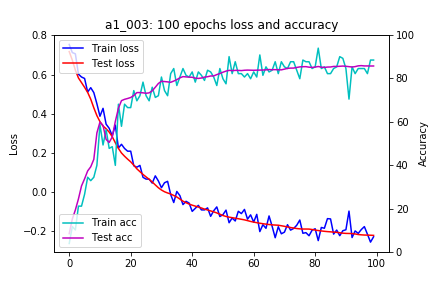 a1_003: 100 epochs loss and accuracy
Train loss
Test loss
Train acc
Test acc
Loss
Accuracy
0.8
0.6
0.4
0.2
0.0
−0.2
100
80
60
40
20
0
0
20
40
60
80
100